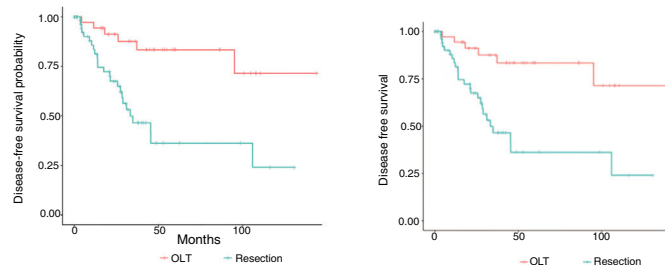 Disease-free survival probability
1.00
0.75
0.50
0.25
0.00
0
50
100
Months
OLT
Resection
Disease free survival
1.00
0.75
0.50
0.25
0.00
0
50
100
OLT
Resection